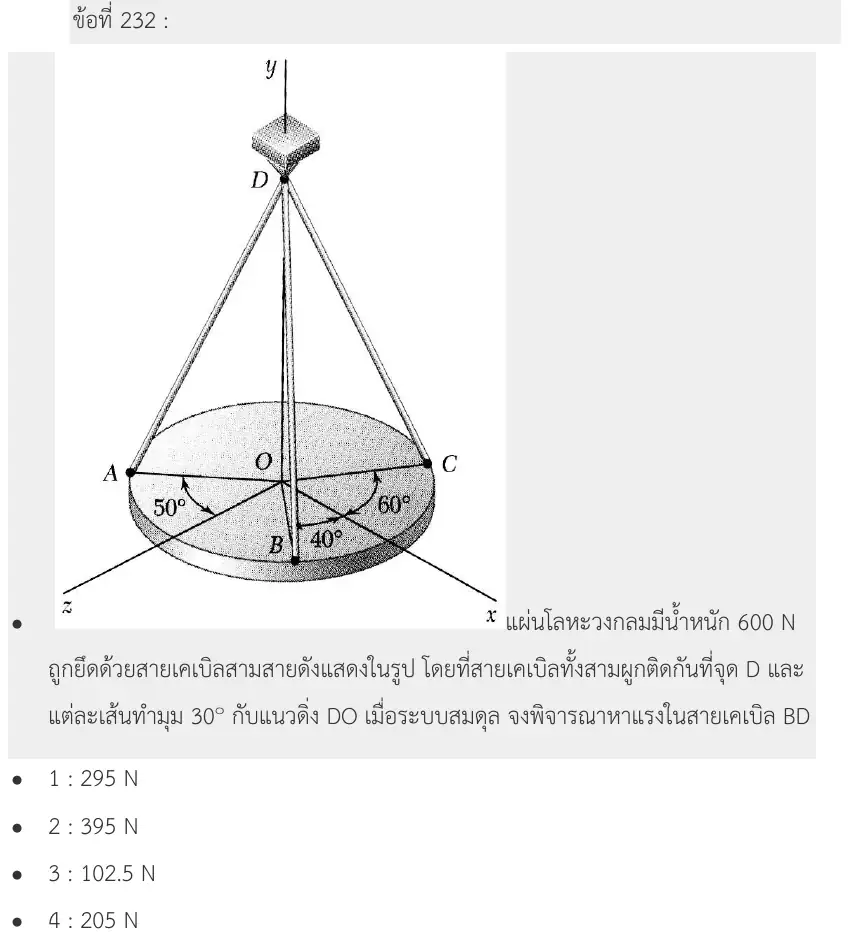 ข้อที่ 232 :
y
D
A
O
C
50°
60°
B
40°
z
x
แผ่นโลหะวงกลมมีน้ำหนัก 600 N
ถูกยึดด้วยสายเคเบิลสามสายดังแสดงในรูป โดยที่สายเคเบิลทั้งสามผูกติดกันที่จุด D และ
แต่ละเส้นทำมุม 30° กับแนวดิ่ง DO เมื่อระบบสมดุล จงพิจารณาหาแรงในสายเคเบิล BD
1 : 295 N
2 : 395 N
3 : 102.5 N
4 : 205 N